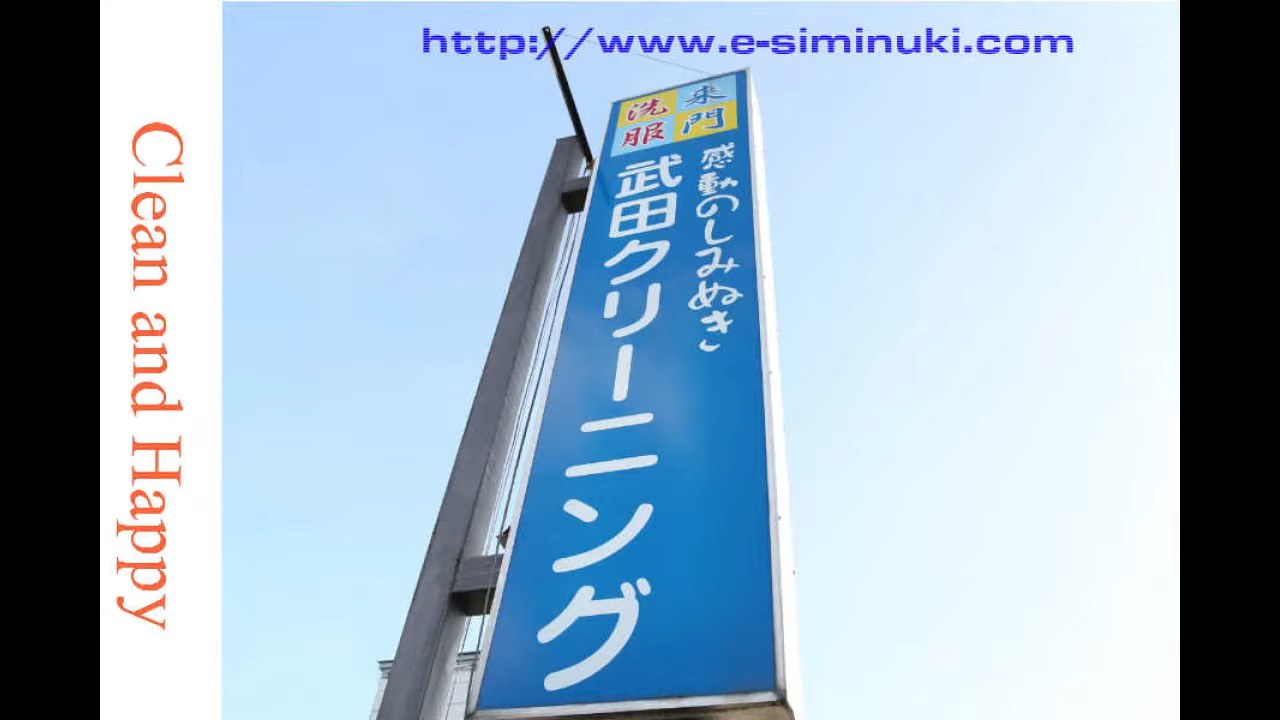 http://www.e-siminuki.com
Clean and Happy
洗来
服門
感動のしみぬき
武田クリーニング